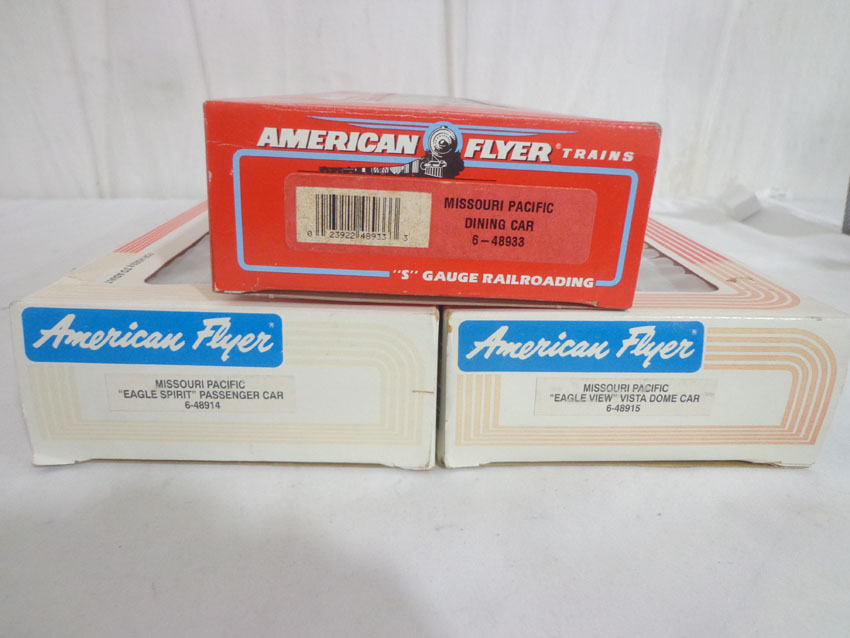 AMERICAN FLYER® TRAINS
MISSOURI PACIFIC
DINING CAR
6-48933
0 23922 48933 3
"S" GAUGE RAILROADING
American Flyer®
MISSOURI PACIFIC
"EAGLE SPIRIT" PASSENGER CAR
6-48914
American Flyer®
MISSOURI PACIFIC
"EAGLE VIEW" VISTA DOME CAR
6-48915